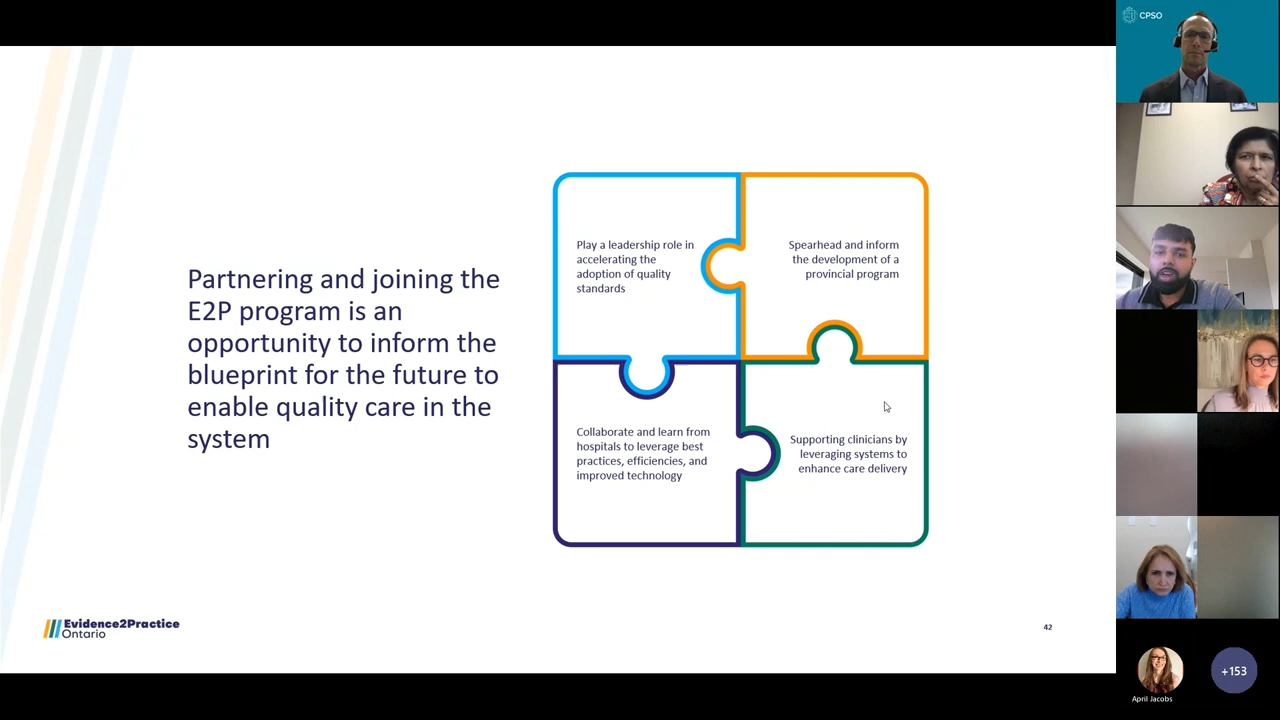 CPSO
Partnering and joining the
E2P program is an
opportunity to inform the
blueprint for the future to
enable quality care in the
system
Play a leadership role in
accelerating the
adoption of quality
standards
Spearhead and inform
the development of a
provincial program
Collaborate and learn from
hospitals to leverage best
practices, efficiencies, and
improved technology
Supporting clinicians by
leveraging systems to
enhance care delivery
Evidence2Practice
Ontario
42
April Jacobs
+153